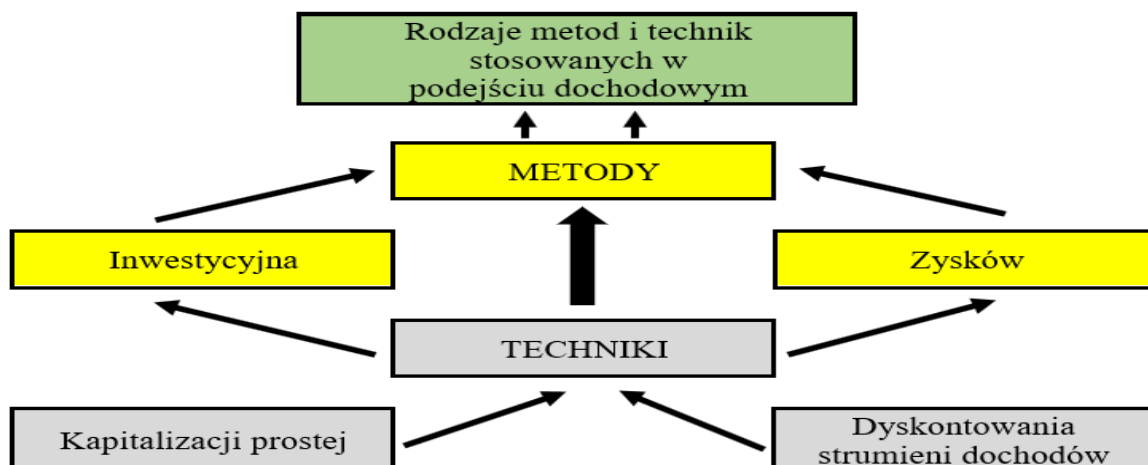 Rodzaje metod i technik
stosowanych w
podejściu dochodowym
METODY
Inwestycyjna
Zysków
TECHNIKI
Kapitalizacji prostej
Dyskontowania
strumieni dochodów